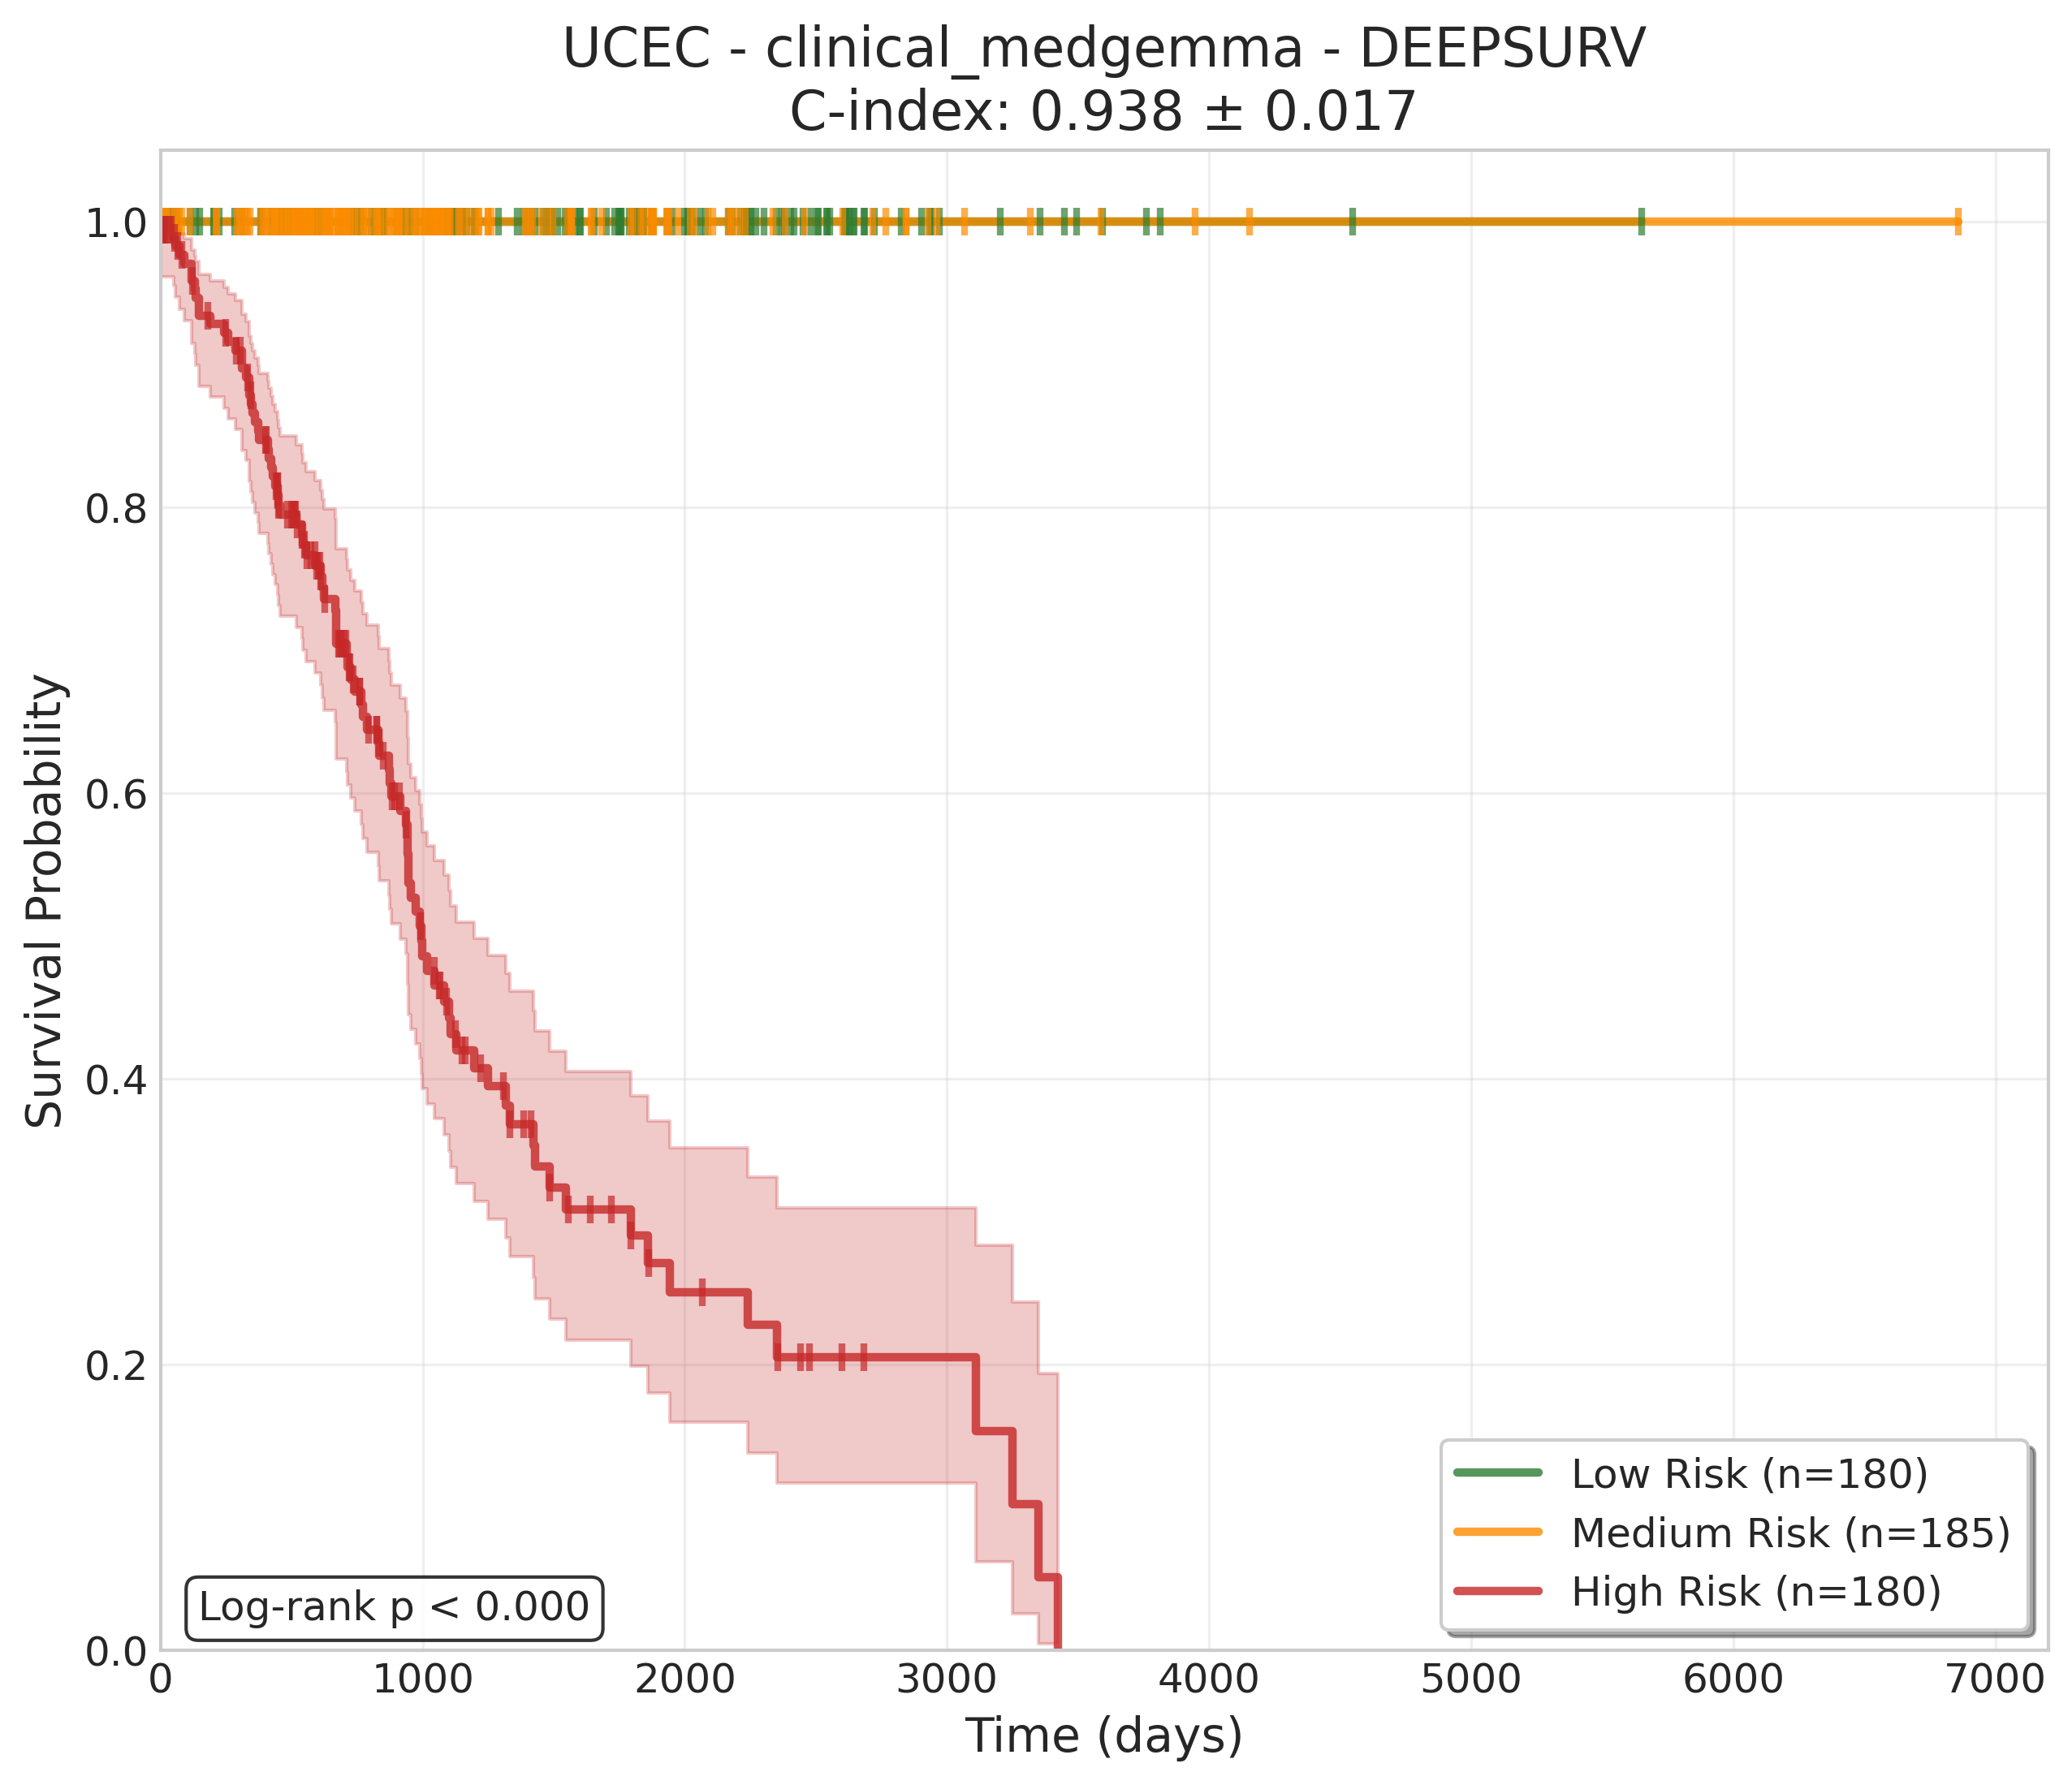 UCEC - clinical_medgemma - DEEPSURV
C-index: 0.938 ± 0.017
Survival Probability
1.0
0.8
0.6
0.4
0.2
0.0
0 1000 2000 3000 4000 5000 6000 7000
Time (days)
Log-rank p < 0.000
Low Risk (n=180)
Medium Risk (n=185)
High Risk (n=180)